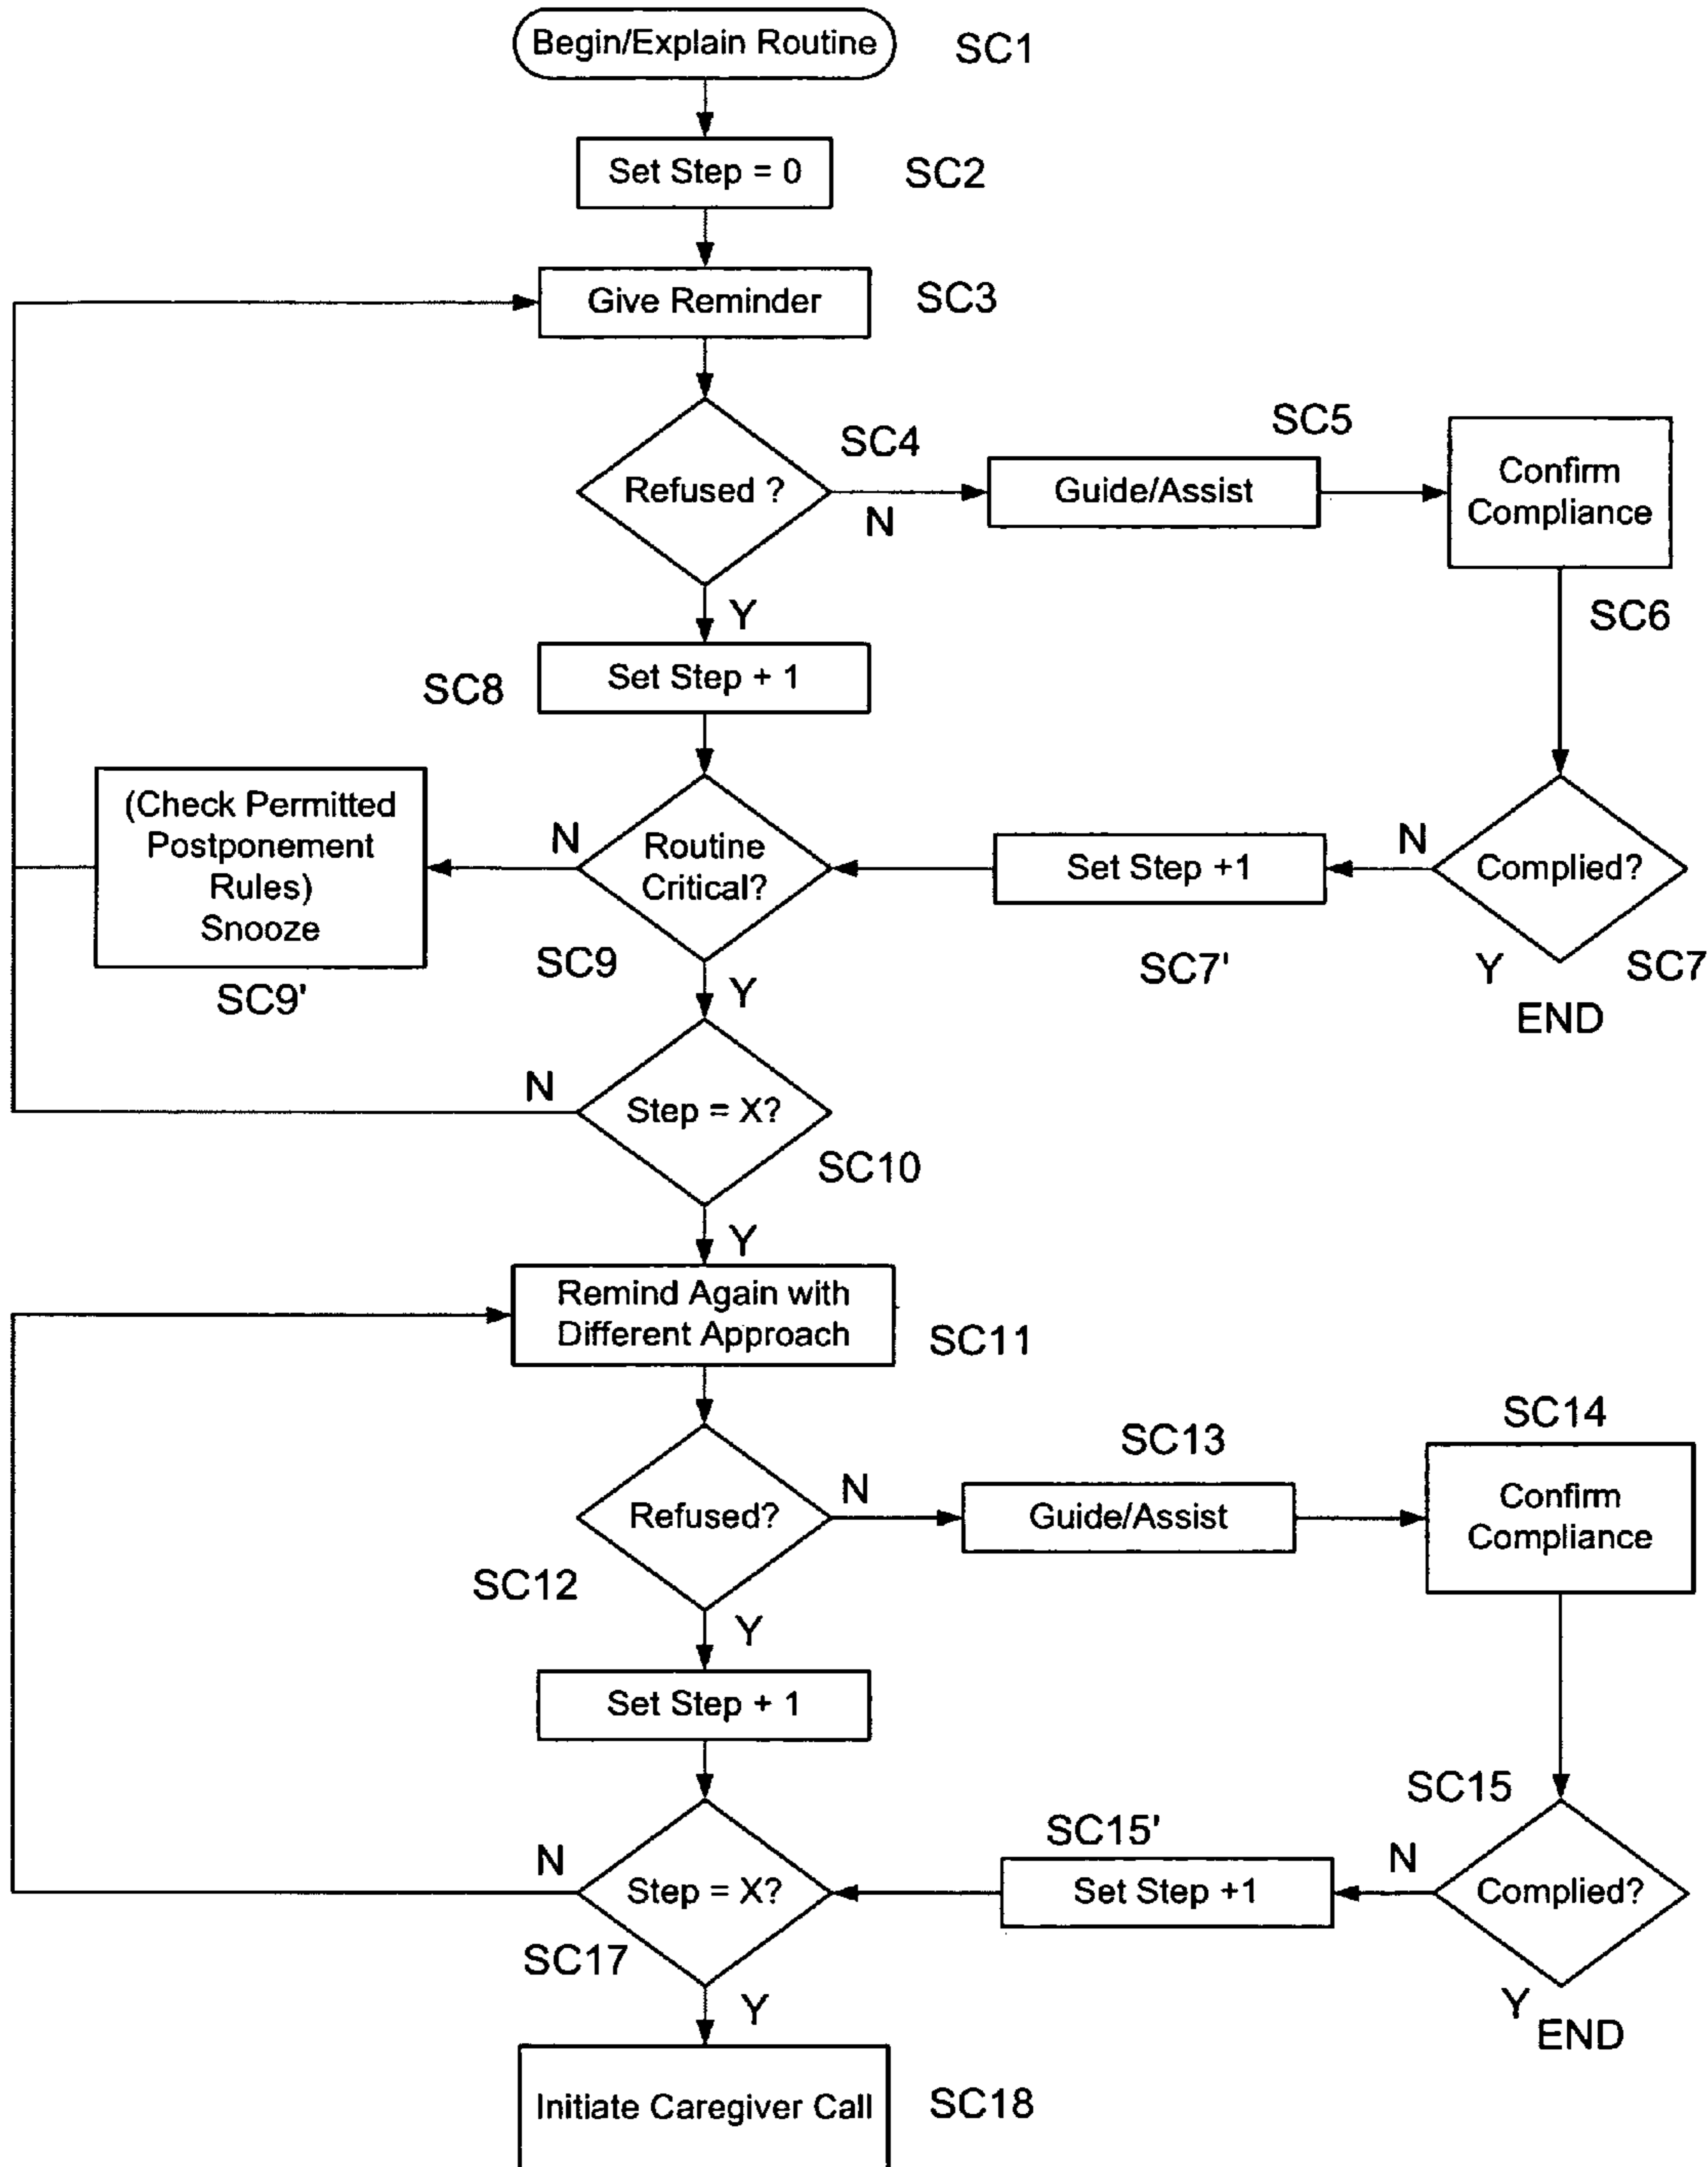 Begin/Explain Routine
SC1
Set Step = 0
SC2
Give Reminder
SC3
Refused ?
SC4
N
Y
SC5
Guide/Assist
Confirm
Compliance
SC6
Set Step + 1
SC8
(Check Permitted
Postponement
Rules)
Snooze
SC9'
N
Routine
Critical?
SC9
Y
Set Step +1
SC7'
N
Complied?
SC7
Y
END
N
Step = X?
SC10
Y
Remind Again with
Different Approach
SC11
Refused?
SC12
N
Y
SC13
Guide/Assist
SC14
Confirm
Compliance
Set Step + 1
N
Step = X?
SC17
Y
SC15'
Set Step +1
SC15
N
Complied?
Y
END
Initiate Caregiver Call
SC18